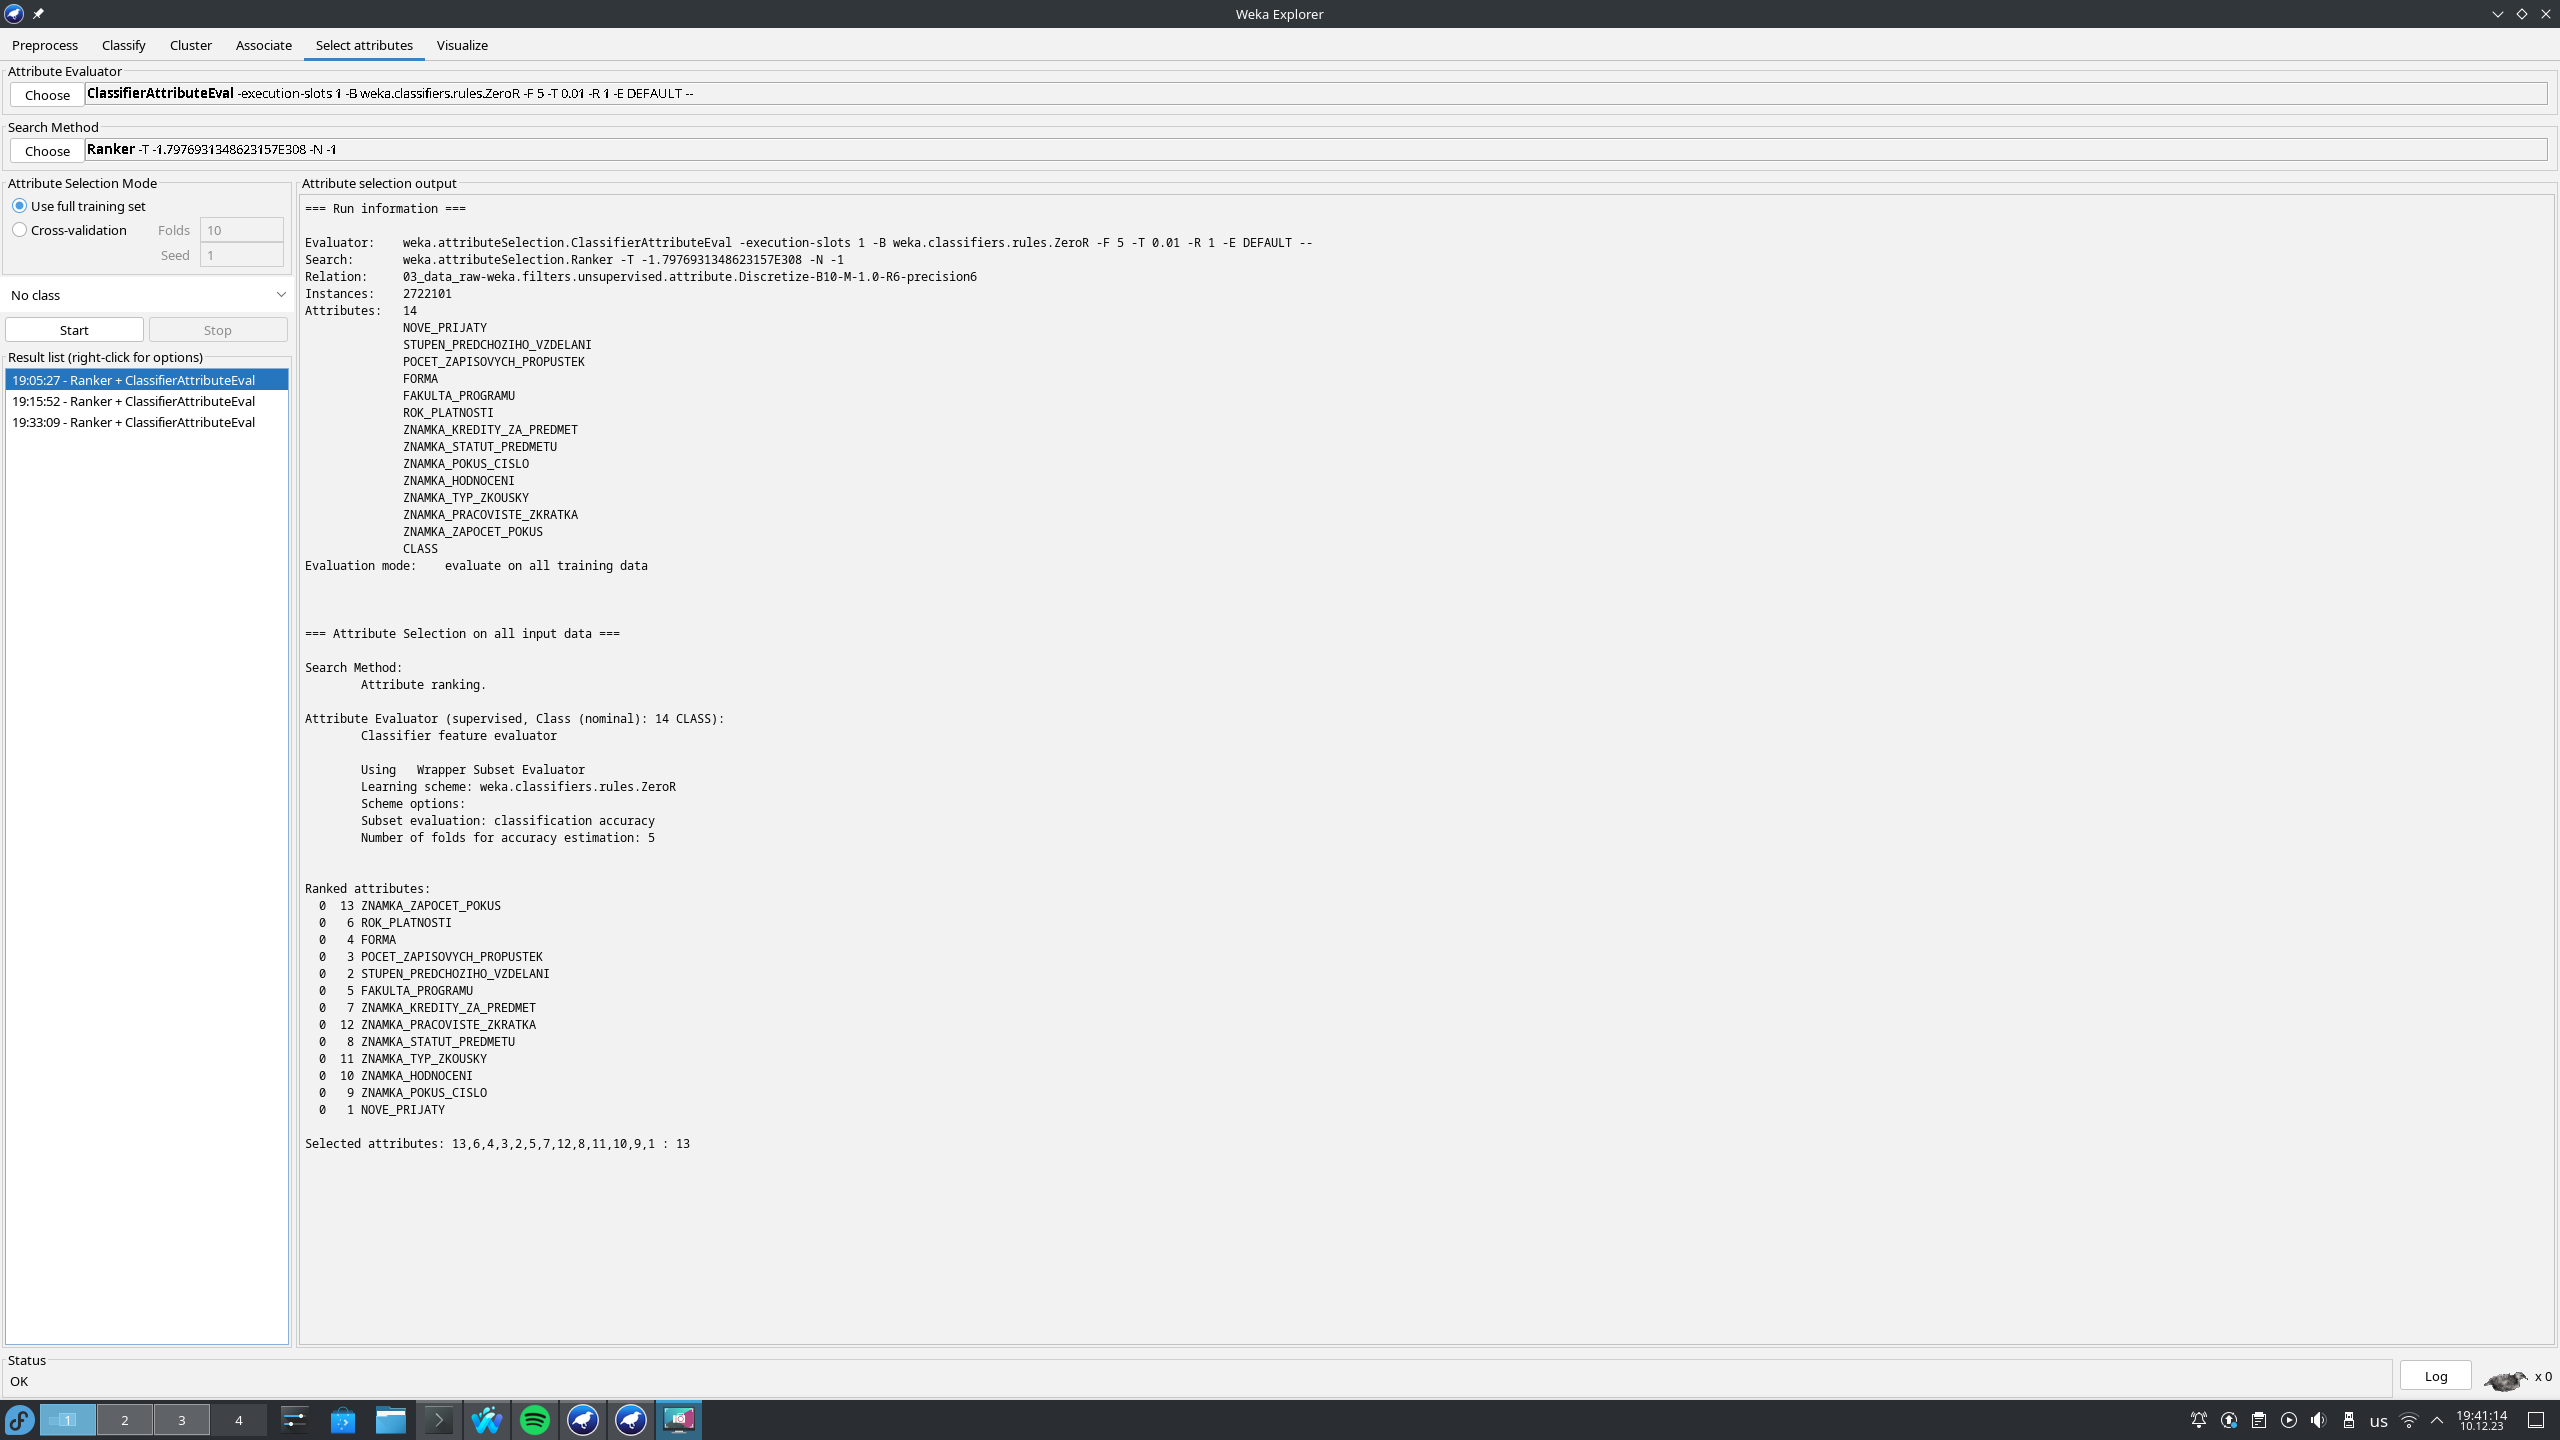 Weka Explorer
Preprocess Classify Cluster Associate Select attributes Visualize
Attribute Evaluator
Choose ClassifierAttributeEval -execution-slots 1 -B weka.classifiers.rules.ZeroR -F 5 -T 0.01 -R 1 -E DEFAULT --
Search Method
Choose Ranker -T -1.7976931348623157E308 -N -1
Attribute Selection Mode
Use full training set
Cross-validation Folds 10
Seed 1
No class
Start Stop
Result list (right-click for options)
19:05:27 - Ranker + ClassifierAttributeEval
19:15:52 - Ranker + ClassifierAttributeEval
19:33:09 - Ranker + ClassifierAttributeEval
Attribute selection output
=== Run information ===
Evaluator: weka.attributeSelection.ClassifierAttributeEval -execution-slots 1 -B weka.classifiers.rules.ZeroR -F 5 -T 0.01 -R 1 -E DEFAULT --
Search: weka.attributeSelection.Ranker -T -1.7976931348623157E308 -N -1
Relation: 03_data_raw-weka.filters.unsupervised.attribute.Discretize-B10-M-1.0-R6-precision6
Instances: 2722101
Attributes: 14
NOVE_PRIJATY
STUPEN_PREDCHOZIHO_VZDELANI
POCET_ZAPISOVYCH_PROPUSTEK
FORMA
FAKULTA_PROGRAMU
ROK_PLATNOSTI
ZNAMKA_KREDITY_ZA_PREDMET
ZNAMKA_STATUT_PREDMETU
ZNAMKA_POKUS_CISLO
ZNAMKA_HODNOCENI
ZNAMKA_TYP_ZKOUSKY
ZNAMKA_PRACOVISTE_ZKRATKA
ZNAMKA_ZAPOCET_POKUS
CLASS
Evaluation mode: evaluate on all training data
=== Attribute Selection on all input data ===
Search Method:
Attribute ranking.
Attribute Evaluator (supervised, Class (nominal): 14 CLASS):
Classifier feature evaluator
Using Wrapper Subset Evaluator
Learning scheme: weka.classifiers.rules.ZeroR
Scheme options:
Subset evaluation: classification accuracy
Number of folds for accuracy estimation: 5
Ranked attributes:
0 13 ZNAMKA_ZAPOCET_POKUS
0 6 ROK_PLATNOSTI
0 4 FORMA
0 3 POCET_ZAPISOVYCH_PROPUSTEK
0 2 STUPEN_PREDCHOZIHO_VZDELANI
0 5 FAKULTA_PROGRAMU
0 7 ZNAMKA_KREDITY_ZA_PREDMET
0 12 ZNAMKA_PRACOVISTE_ZKRATKA
0 8 ZNAMKA_STATUT_PREDMETU
0 11 ZNAMKA_TYP_ZKOUSKY
0 10 ZNAMKA_HODNOCENI
0 9 ZNAMKA_POKUS_CISLO
0 1 NOVE_PRIJATY
Selected attributes: 13,6,4,3,2,5,7,12,8,11,10,9,1 : 13
Status
OK
Log x 0
1 2 3 4 us 19:41:14
10.12.23